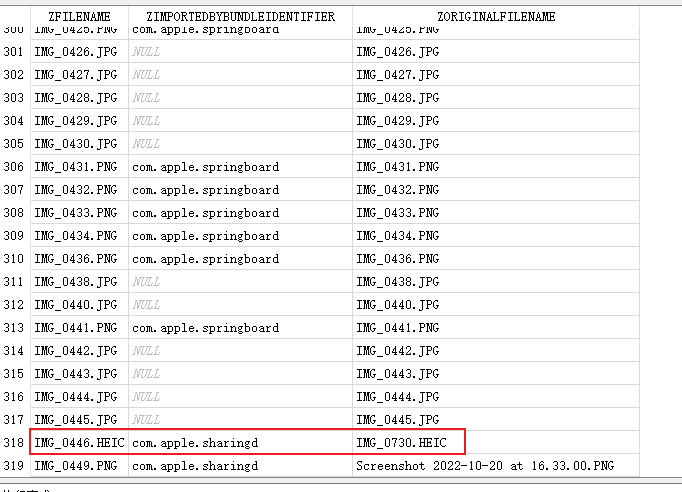 ZFILENAME ZIMPORTEDBYBUNDLEIDENTIFIER ZORIGINALFILENAME
300 IMG_0425.PNG com.apple.springboard IMG_0425.PNG
301 IMG_0426.JPG NULL IMG_0426.JPG
302 IMG_0427.JPG NULL IMG_0427.JPG
303 IMG_0428.JPG NULL IMG_0428.JPG
304 IMG_0429.JPG NULL IMG_0429.JPG
305 IMG_0430.JPG NULL IMG_0430.JPG
306 IMG_0431.PNG com.apple.springboard IMG_0431.PNG
307 IMG_0432.PNG com.apple.springboard IMG_0432.PNG
308 IMG_0433.PNG com.apple.springboard IMG_0433.PNG
309 IMG_0434.PNG com.apple.springboard IMG_0434.PNG
310 IMG_0436.PNG com.apple.springboard IMG_0436.PNG
311 IMG_0438.JPG NULL IMG_0438.JPG
312 IMG_0440.JPG NULL IMG_0440.JPG
313 IMG_0441.PNG com.apple.springboard IMG_0441.PNG
314 IMG_0442.JPG NULL IMG_0442.JPG
315 IMG_0443.JPG NULL IMG_0443.JPG
316 IMG_0444.JPG NULL IMG_0444.JPG
317 IMG_0445.JPG NULL IMG_0445.JPG
318 IMG_0446.HEIC com.apple.sharingd IMG_0730.HEIC
319 IMG_0449.PNG com.apple.sharingd Screenshot 2022-10-20 at 16.33.00.PNG